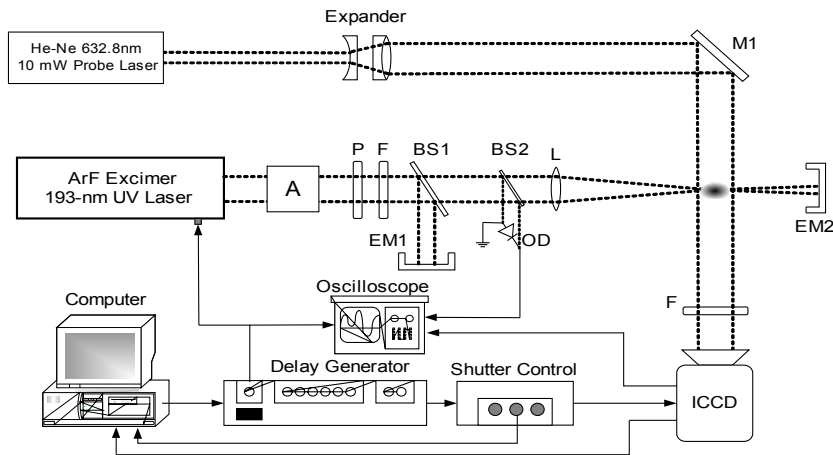 Expander
He-Ne 632.8nm
10 mW Probe Laser
M1
ArF Excimer
193-nm UV Laser
A
P
F
BS1
BS2
L
EM1
OD
EM2
Oscilloscope
Computer
F
Delay Generator
Shutter Control
ICCD